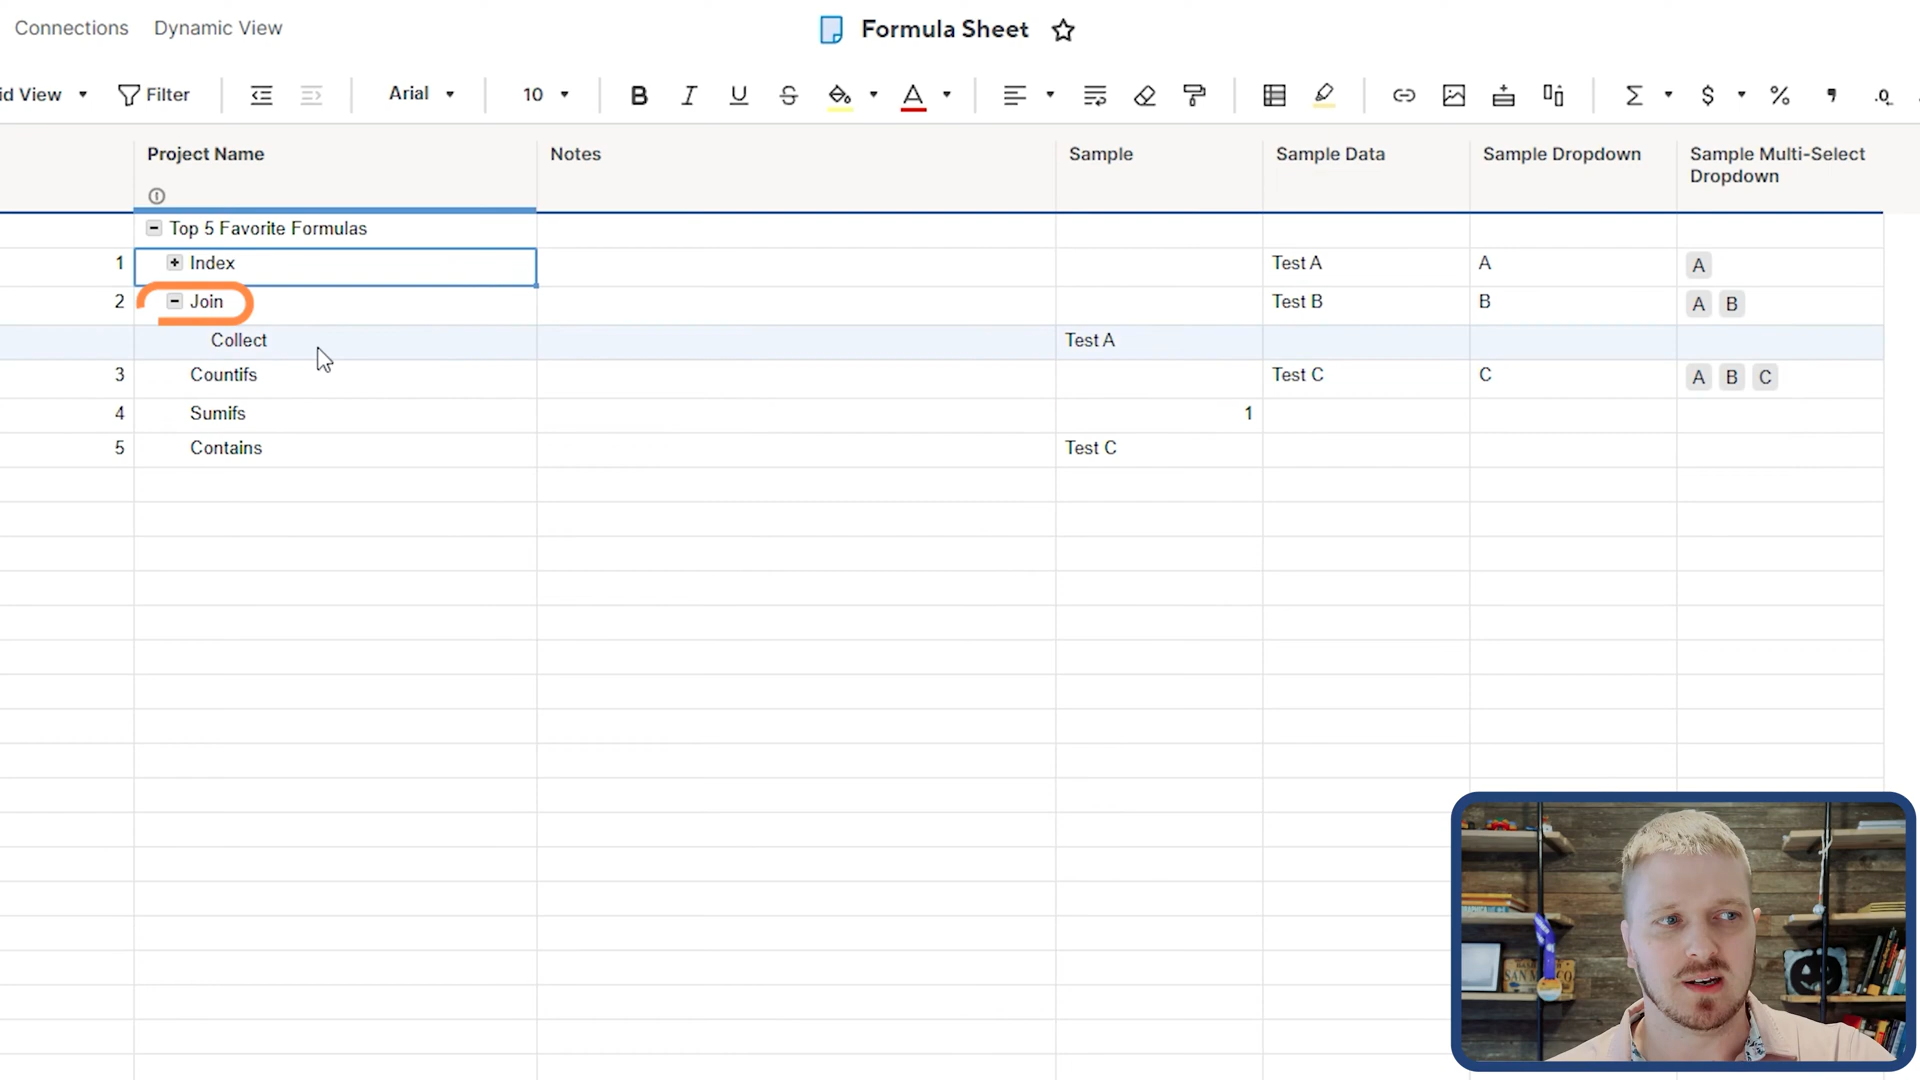 Connections Dynamic View Formula Sheet
id View Filter Arial 10 B I U S A Σ $ % , .0
Project Name Notes Sample Sample Data Sample Dropdown Sample Multi-Select
Dropdown
Top 5 Favorite Formulas
1 Index Test A A A
2 Join Test B B A B
Collect Test A
3 Countifs Test C C A B C
4 Sumifs 1
5 Contains Test C